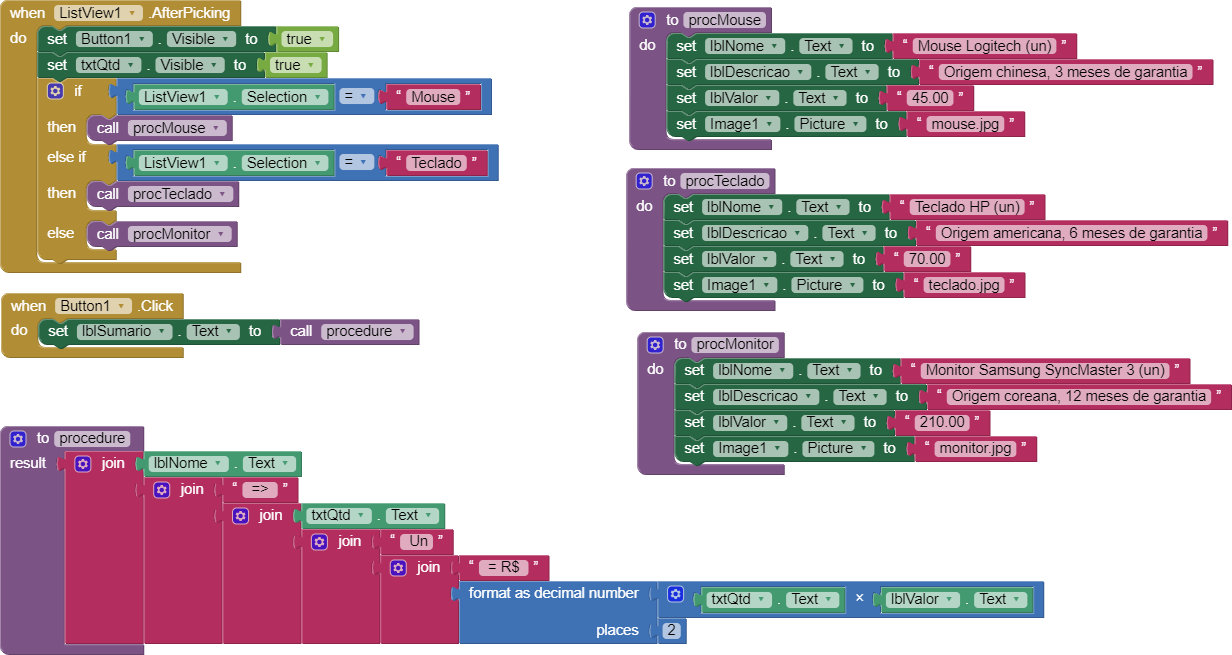 when ListView1 .AfterPicking
do set Button1 . Visible to true
set txtQtd . Visible to true
if ListView1 . Selection = “ Mouse ”
then call procMouse
else if ListView1 . Selection = “ Teclado ”
then call procTeclado
else call procMonitor
when Button1 .Click
do set lblSumario . Text to call procedure
to procedure
result join lblNome . Text
join “ => ”
join txtQtd . Text
join “ Un ”
join “ = R$ ”
format as decimal number txtQtd . Text × lblValor . Text
places 2
to procMouse
do set lblNome . Text to “ Mouse Logitech (un) ”
set lblDescricao . Text to “ Origem chinesa, 3 meses de garantia ”
set lblValor . Text to “ 45.00 ”
set Image1 . Picture to “ mouse.jpg ”
to procTeclado
do set lblNome . Text to “ Teclado HP (un) ”
set lblDescricao . Text to “ Origem americana, 6 meses de garantia ”
set lblValor . Text to “ 70.00 ”
set Image1 . Picture to “ teclado.jpg ”
to procMonitor
do set lblNome . Text to “ Monitor Samsung SyncMaster 3 (un) ”
set lblDescricao . Text to “ Origem coreana, 12 meses de garantia ”
set lblValor . Text to “ 210.00 ”
set Image1 . Picture to “ monitor.jpg ”